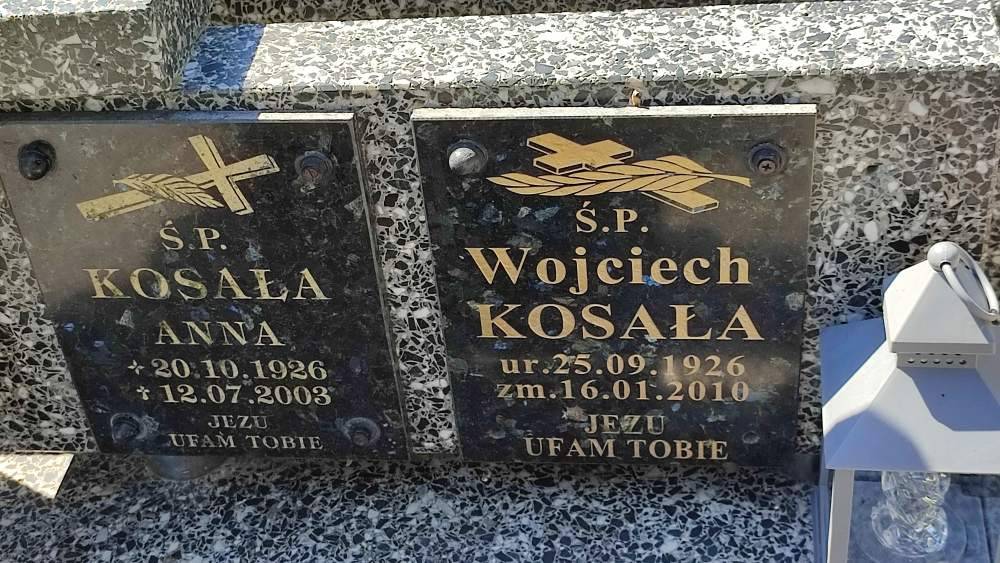 Ś.P.
KOSAŁA
ANNA
* 20.10.1926
† 12.07.2003
JEZU
UFAM TOBIE
Ś.P.
Wojciech
KOSAŁA
ur.25.09.1926
zm.16.01.2010
JEZU
UFAM TOBIE